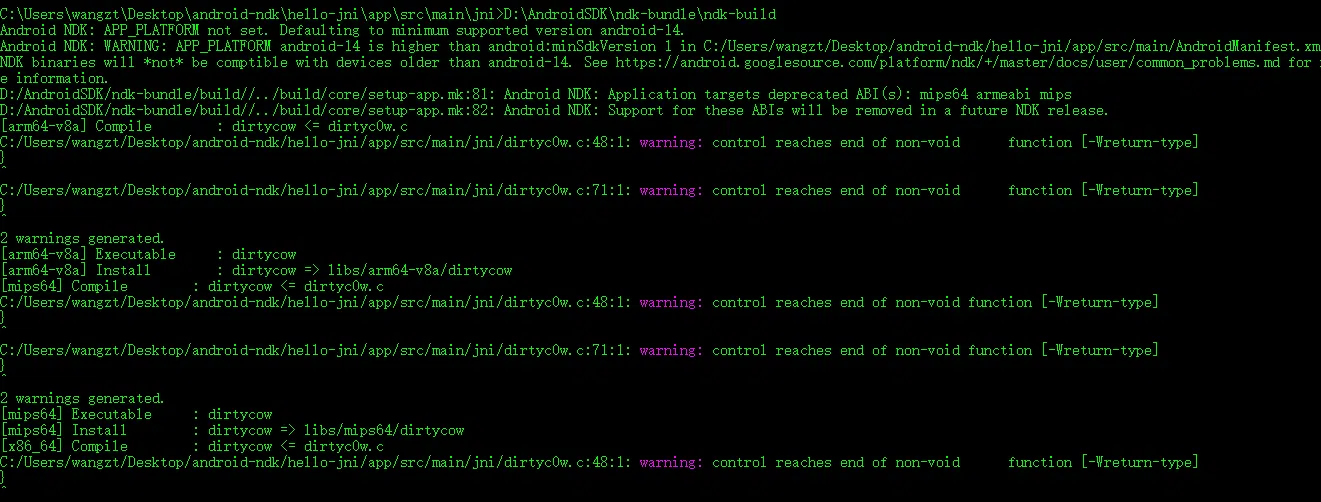 C:\Users\wangzt\Desktop\android-ndk\hello-jni\app\src\main\jni>D:\AndroidSDK\ndk-bundle\ndk-build
Android NDK: APP_PLATFORM not set. Defaulting to minimum supported version android-14.
Android NDK: WARNING: APP_PLATFORM android-14 is higher than android:minSdkVersion 1 in C:/Users/wangzt/Desktop/android-ndk/hello-jni/app/src/main/AndroidManifest.xm
NDK binaries will *not* be comptible with devices older than android-14. See https://android.googlesource.com/platform/ndk/+/master/docs/user/common_problems.md for
e information.
D:/AndroidSDK/ndk-bundle/build//../build/core/setup-app.mk:81: Android NDK: Application targets deprecated ABI(s): mips64 armeabi mips
D:/AndroidSDK/ndk-bundle/build//../build/core/setup-app.mk:82: Android NDK: Support for these ABIs will be removed in a future NDK release.
[arm64-v8a] Compile : dirtycow <= dirtyc0w.c
C:/Users/wangzt/Desktop/android-ndk/hello-jni/app/src/main/jni/dirtyc0w.c:48:1: warning: control reaches end of non-void function [-Wreturn-type]
}
^
C:/Users/wangzt/Desktop/android-ndk/hello-jni/app/src/main/jni/dirtyc0w.c:71:1: warning: control reaches end of non-void function [-Wreturn-type]
}
^
2 warnings generated.
[arm64-v8a] Executable : dirtycow
[arm64-v8a] Install : dirtycow => libs/arm64-v8a/dirtycow
[mips64] Compile : dirtycow <= dirtyc0w.c
C:/Users/wangzt/Desktop/android-ndk/hello-jni/app/src/main/jni/dirtyc0w.c:48:1: warning: control reaches end of non-void function [-Wreturn-type]
}
^
C:/Users/wangzt/Desktop/android-ndk/hello-jni/app/src/main/jni/dirtyc0w.c:71:1: warning: control reaches end of non-void function [-Wreturn-type]
}
^
2 warnings generated.
[mips64] Executable : dirtycow
[mips64] Install : dirtycow => libs/mips64/dirtycow
[x86_64] Compile : dirtycow <= dirtyc0w.c
C:/Users/wangzt/Desktop/android-ndk/hello-jni/app/src/main/jni/dirtyc0w.c:48:1: warning: control reaches end of non-void function [-Wreturn-type]
}
^